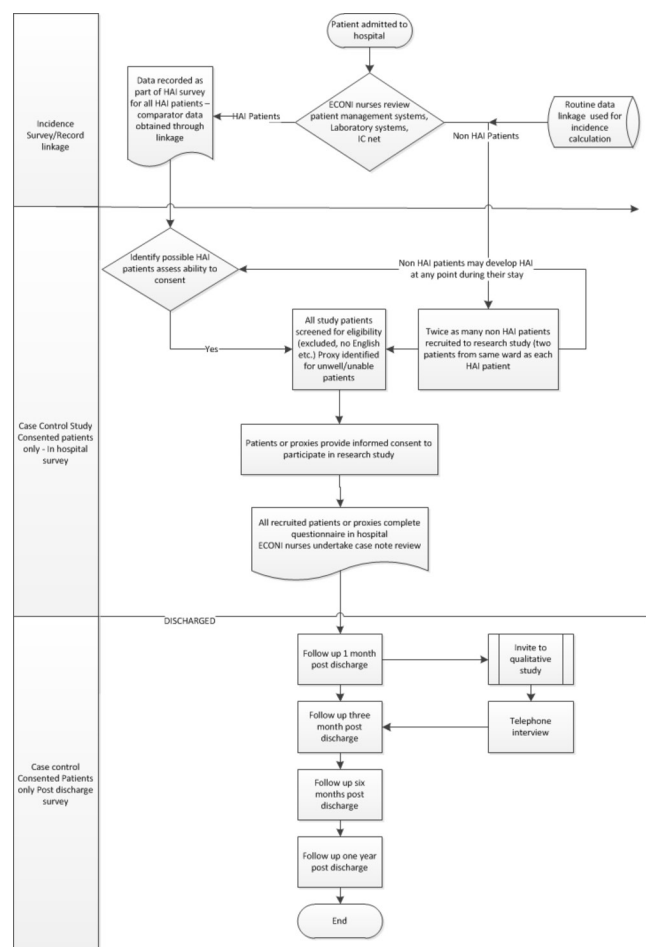 Patient admitted to
hospital
Data recorded as
part of HAI survey
for all HAI patients –
comparator data
obtained through
linkage
HAI Patients
ECONI nurses review
patient management systems,
Laboratory systems,
IC net
Non HAI Patients
Routine data
linkage used for
incidence
calculation
Incidence
Survey/Record
linkage
Identify possible HAI
patients assess ability to
consent
Non HAI patients may develop HAI
at any point during their stay
Yes
All study patients
screened for eligibility
(excluded, no English
etc.) Proxy identified
for unwell/unable
patients
Twice as many non HAI patients
recruited to research study (two
patients from same ward as each
HAI patient
Case Control Study
Consented patients
only - In hospital
survey
Patients or proxies provide informed consent to
participate in research study
All recruited patients or proxies complete
questionnaire in hospital
ECONI nurses undertake case note review
DISCHARGED
Follow up 1 month
post discharge
Invite to
qualitative
study
Follow up three
month post
discharge
Telephone
interview
Case control
Consented Patients
only Post discharge
survey
Follow up six
months post
discharge
Follow up one year
post discharge
End